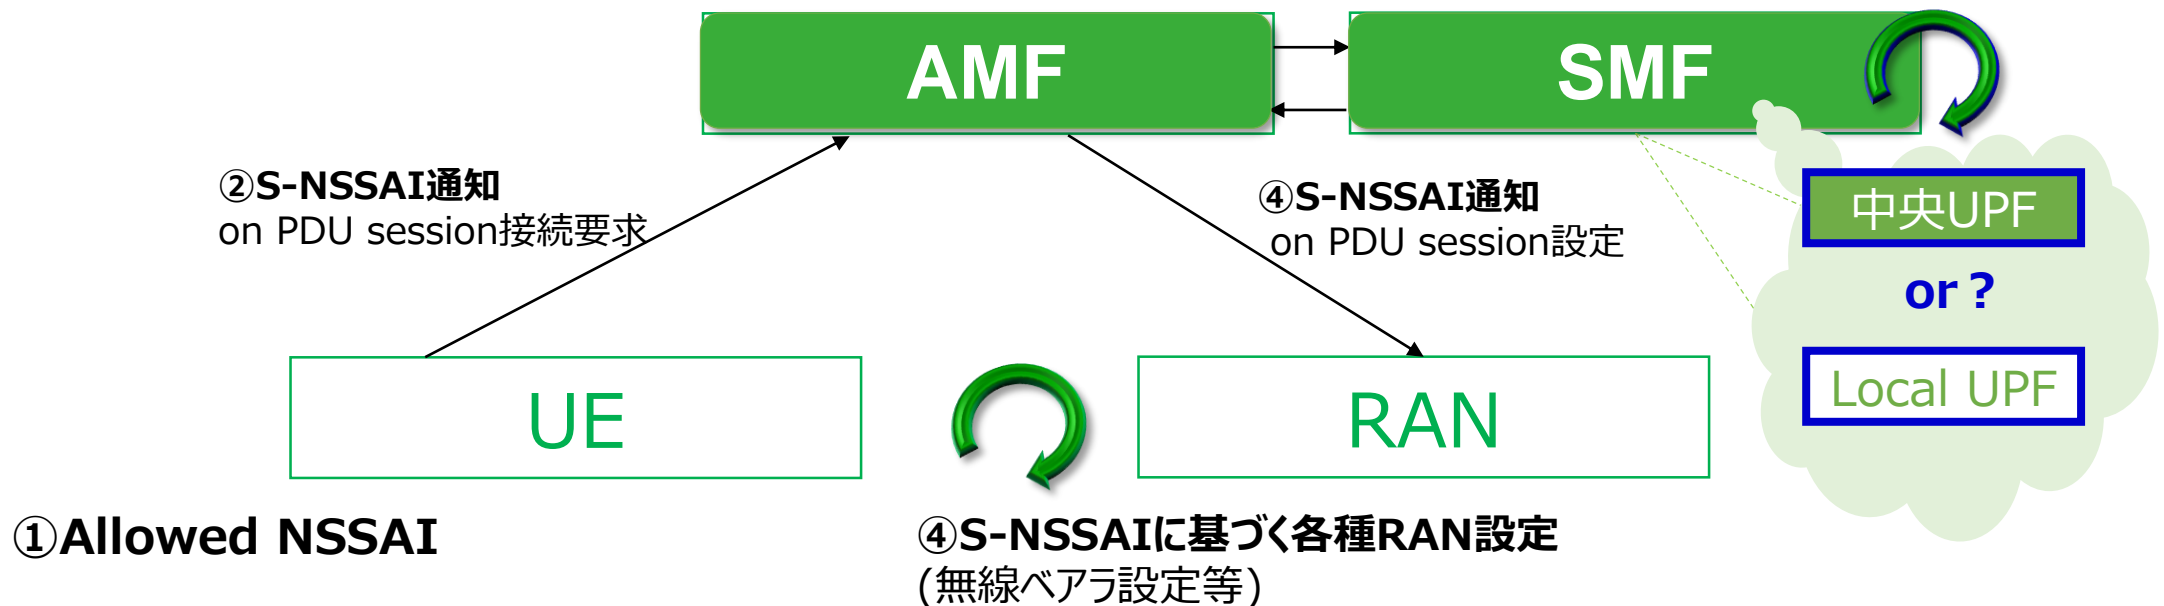 AMF
SMF
②S-NSSAI通知
on PDU session接続要求
④S-NSSAI通知
on PDU session設定
中央UPF
or？
Local UPF
UE
RAN
①Allowed NSSAI
④S-NSSAIに基づく各種RAN設定
(無線ベアラ設定等)